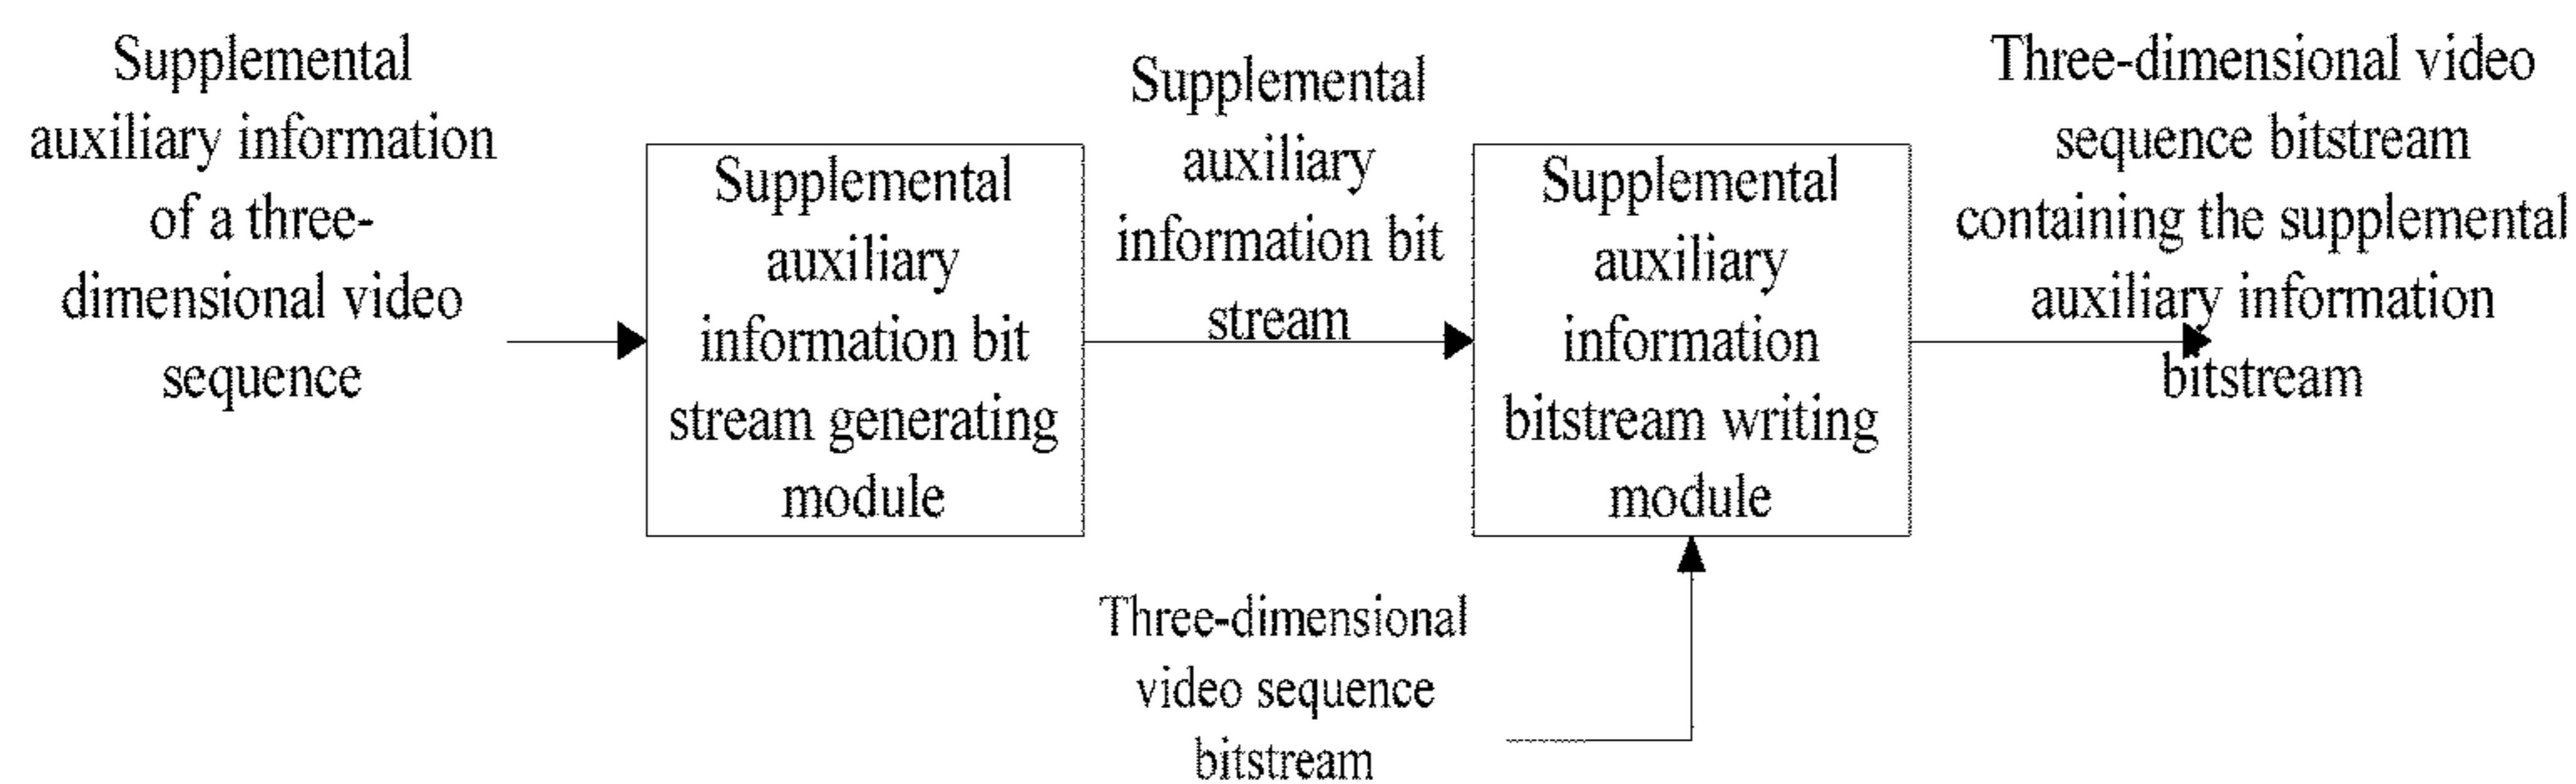 Supplemental
auxiliary information
of a three-
dimensional video
sequence
Supplemental
auxiliary
information bit
stream generating
module
Supplemental
auxiliary
information bit
stream
Supplemental
auxiliary
information
bitstream writing
module
Three-dimensional
video sequence
bitstream
Three-dimensional video
sequence bitstream
containing the supplemental
auxiliary information
bitstream